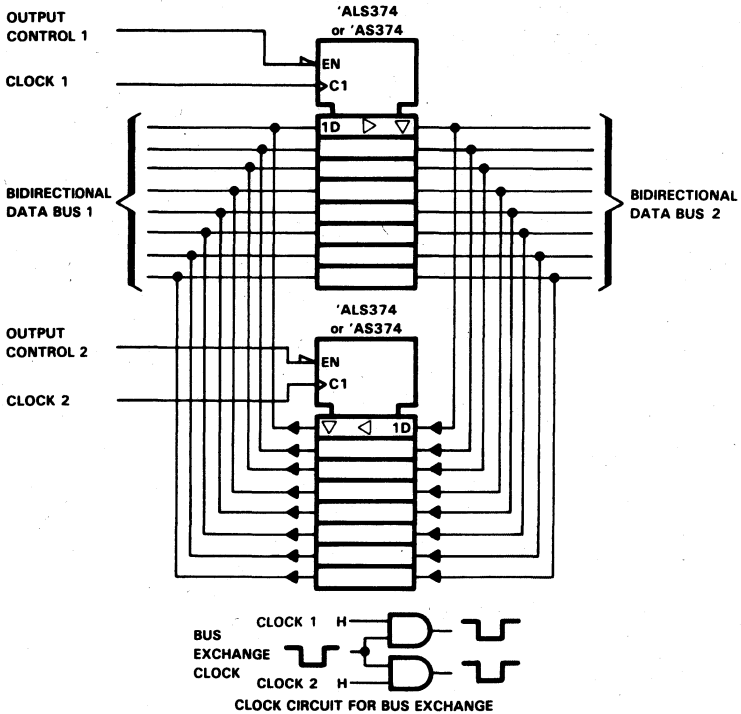 'ALS374
or 'AS374
OUTPUT
CONTROL 1
EN
CLOCK 1
C1
1D
BIDIRECTIONAL
DATA BUS 1
BIDIRECTIONAL
DATA BUS 2
'ALS374
or 'AS374
OUTPUT
CONTROL 2
EN
C1
CLOCK 2
1D
CLOCK 1 H
BUS
EXCHANGE
CLOCK
CLOCK 2 H
CLOCK CIRCUIT FOR BUS EXCHANGE